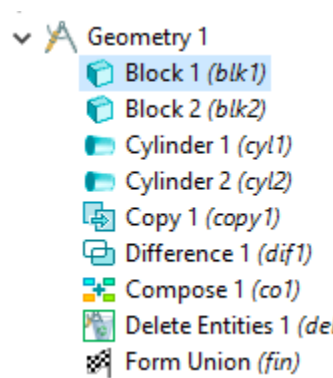 Geometry 1
Block 1 (blk1)
Block 2 (blk2)
Cylinder 1 (cyl1)
Cylinder 2 (cyl2)
Copy 1 (copy1)
Difference 1 (dif1)
Compose 1 (co1)
Delete Entities 1 (de
Form Union (fin)